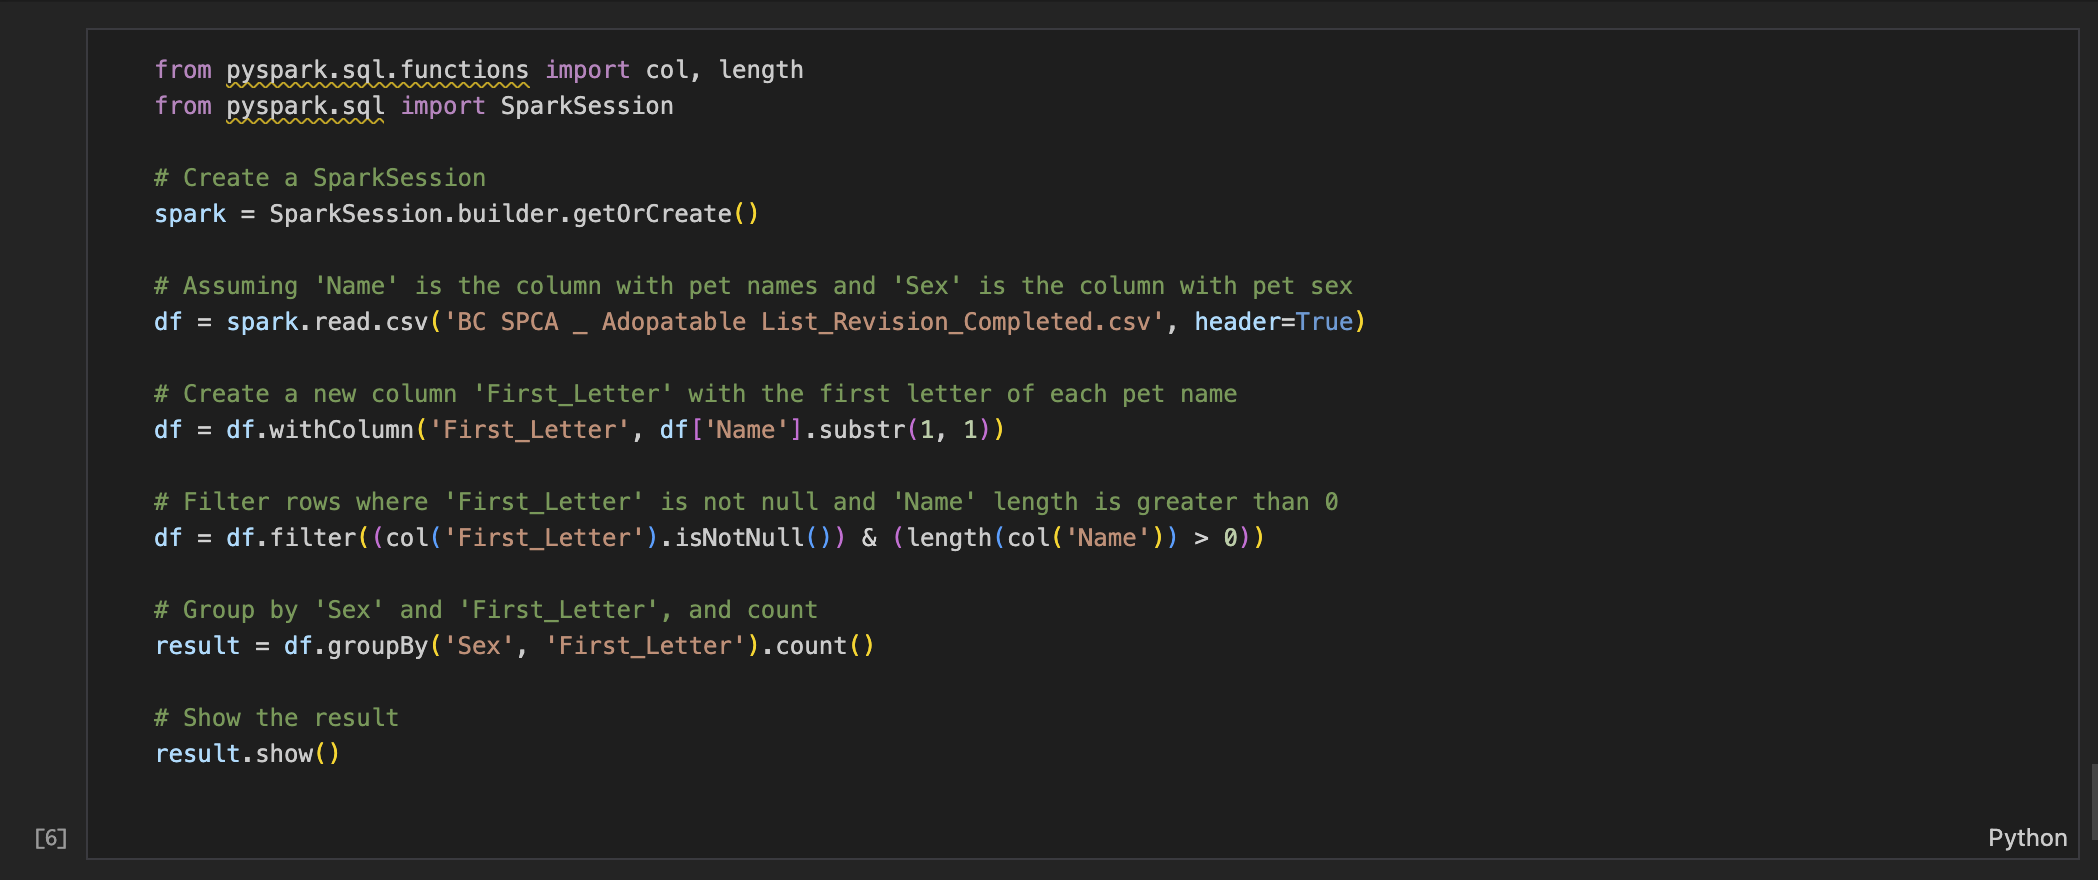 from pyspark.sql.functions import col, length
from pyspark.sql import SparkSession
# Create a SparkSession
spark = SparkSession.builder.getOrCreate()
# Assuming 'Name' is the column with pet names and 'Sex' is the column with pet sex
df = spark.read.csv('BC SPCA _ Adopatable List_Revision_Completed.csv', header=True)
# Create a new column 'First_Letter' with the first letter of each pet name
df = df.withColumn('First_Letter', df['Name'].substr(1, 1))
# Filter rows where 'First_Letter' is not null and 'Name' length is greater than 0
df = df.filter((col('First_Letter').isNotNull()) & (length(col('Name')) > 0))
# Group by 'Sex' and 'First_Letter', and count
result = df.groupBy('Sex', 'First_Letter').count()
# Show the result
result.show()
[6]
Python